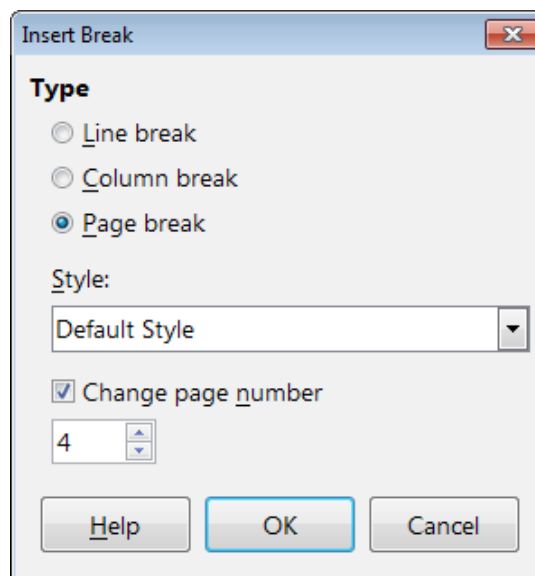 Insert Break
Type
Line break
Column break
Page break
Style:
Default Style
Change page number
4
Help OK Cancel